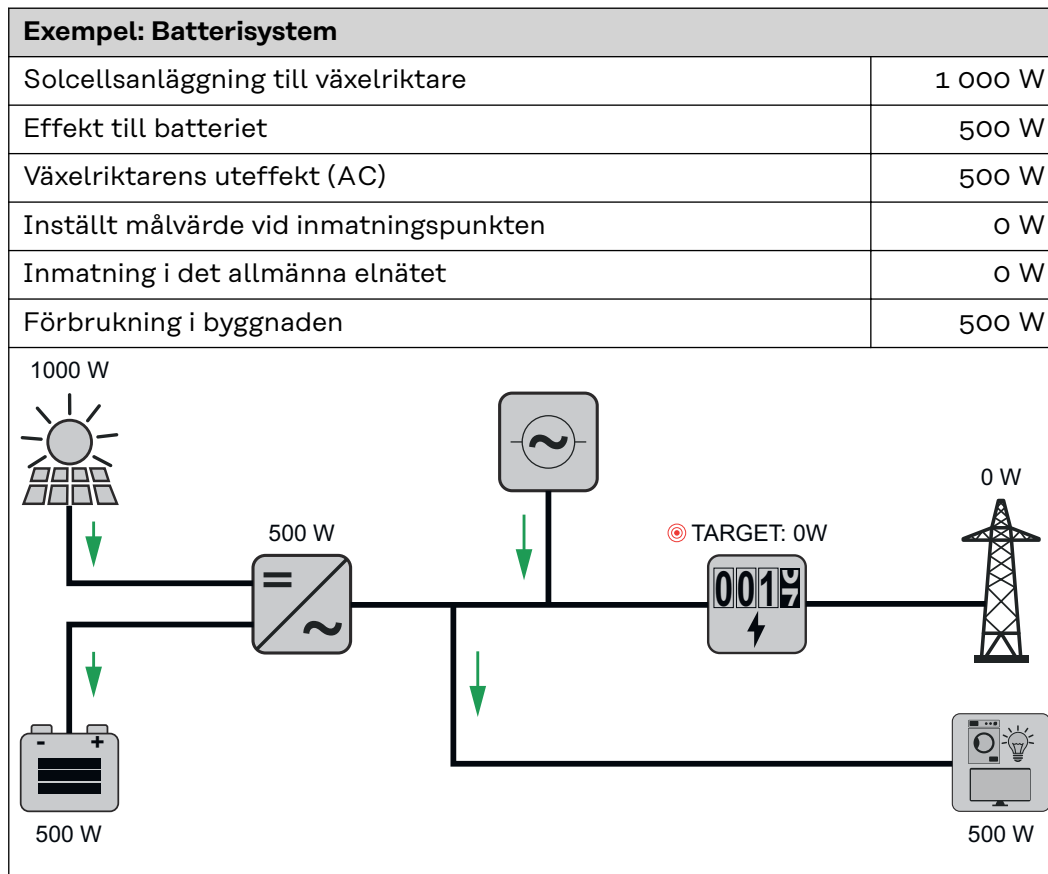 Exempel: Batterisystem
Solcellsanläggning till växelriktare 1 000 W
Effekt till batteriet 500 W
Växelriktarens uteffekt (AC) 500 W
Inställt målvärde vid inmatningspunkten 0 W
Inmatning i det allmänna elnätet 0 W
Förbrukning i byggnaden 500 W
1000 W
0 W
500 W
TARGET: 0W
001
- +
500 W
500 W